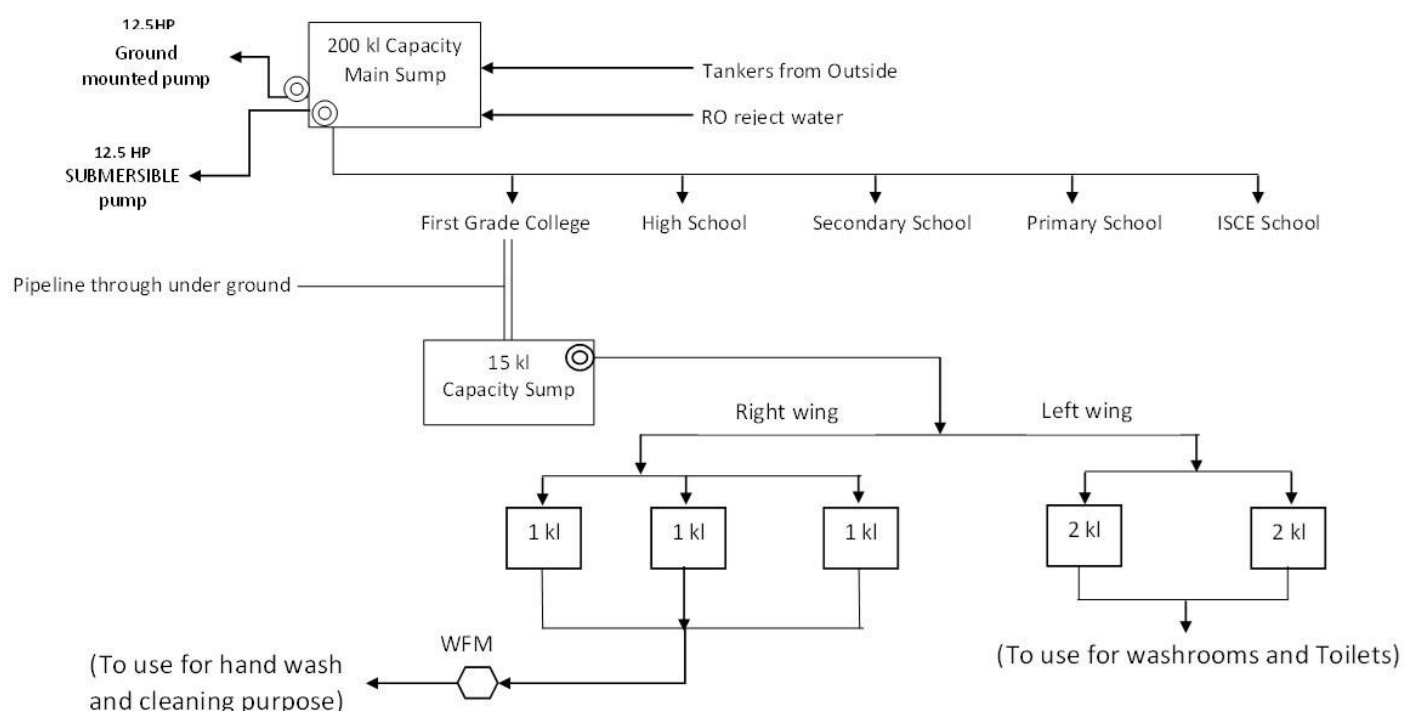 12.5HP
Ground
mounted pump
200 kl Capacity
Main Sump
Tankers from Outside
RO reject water
12.5 HP
SUBMERSIBLE
pump
First Grade College
High School
Secondary School
Primary School
ISCE School
Pipeline through under ground
15 kl
Capacity Sump
Right wing
Left wing
1 kl
1 kl
1 kl
2 kl
2 kl
WFM
(To use for hand wash
and cleaning purpose)
(To use for washrooms and Toilets)